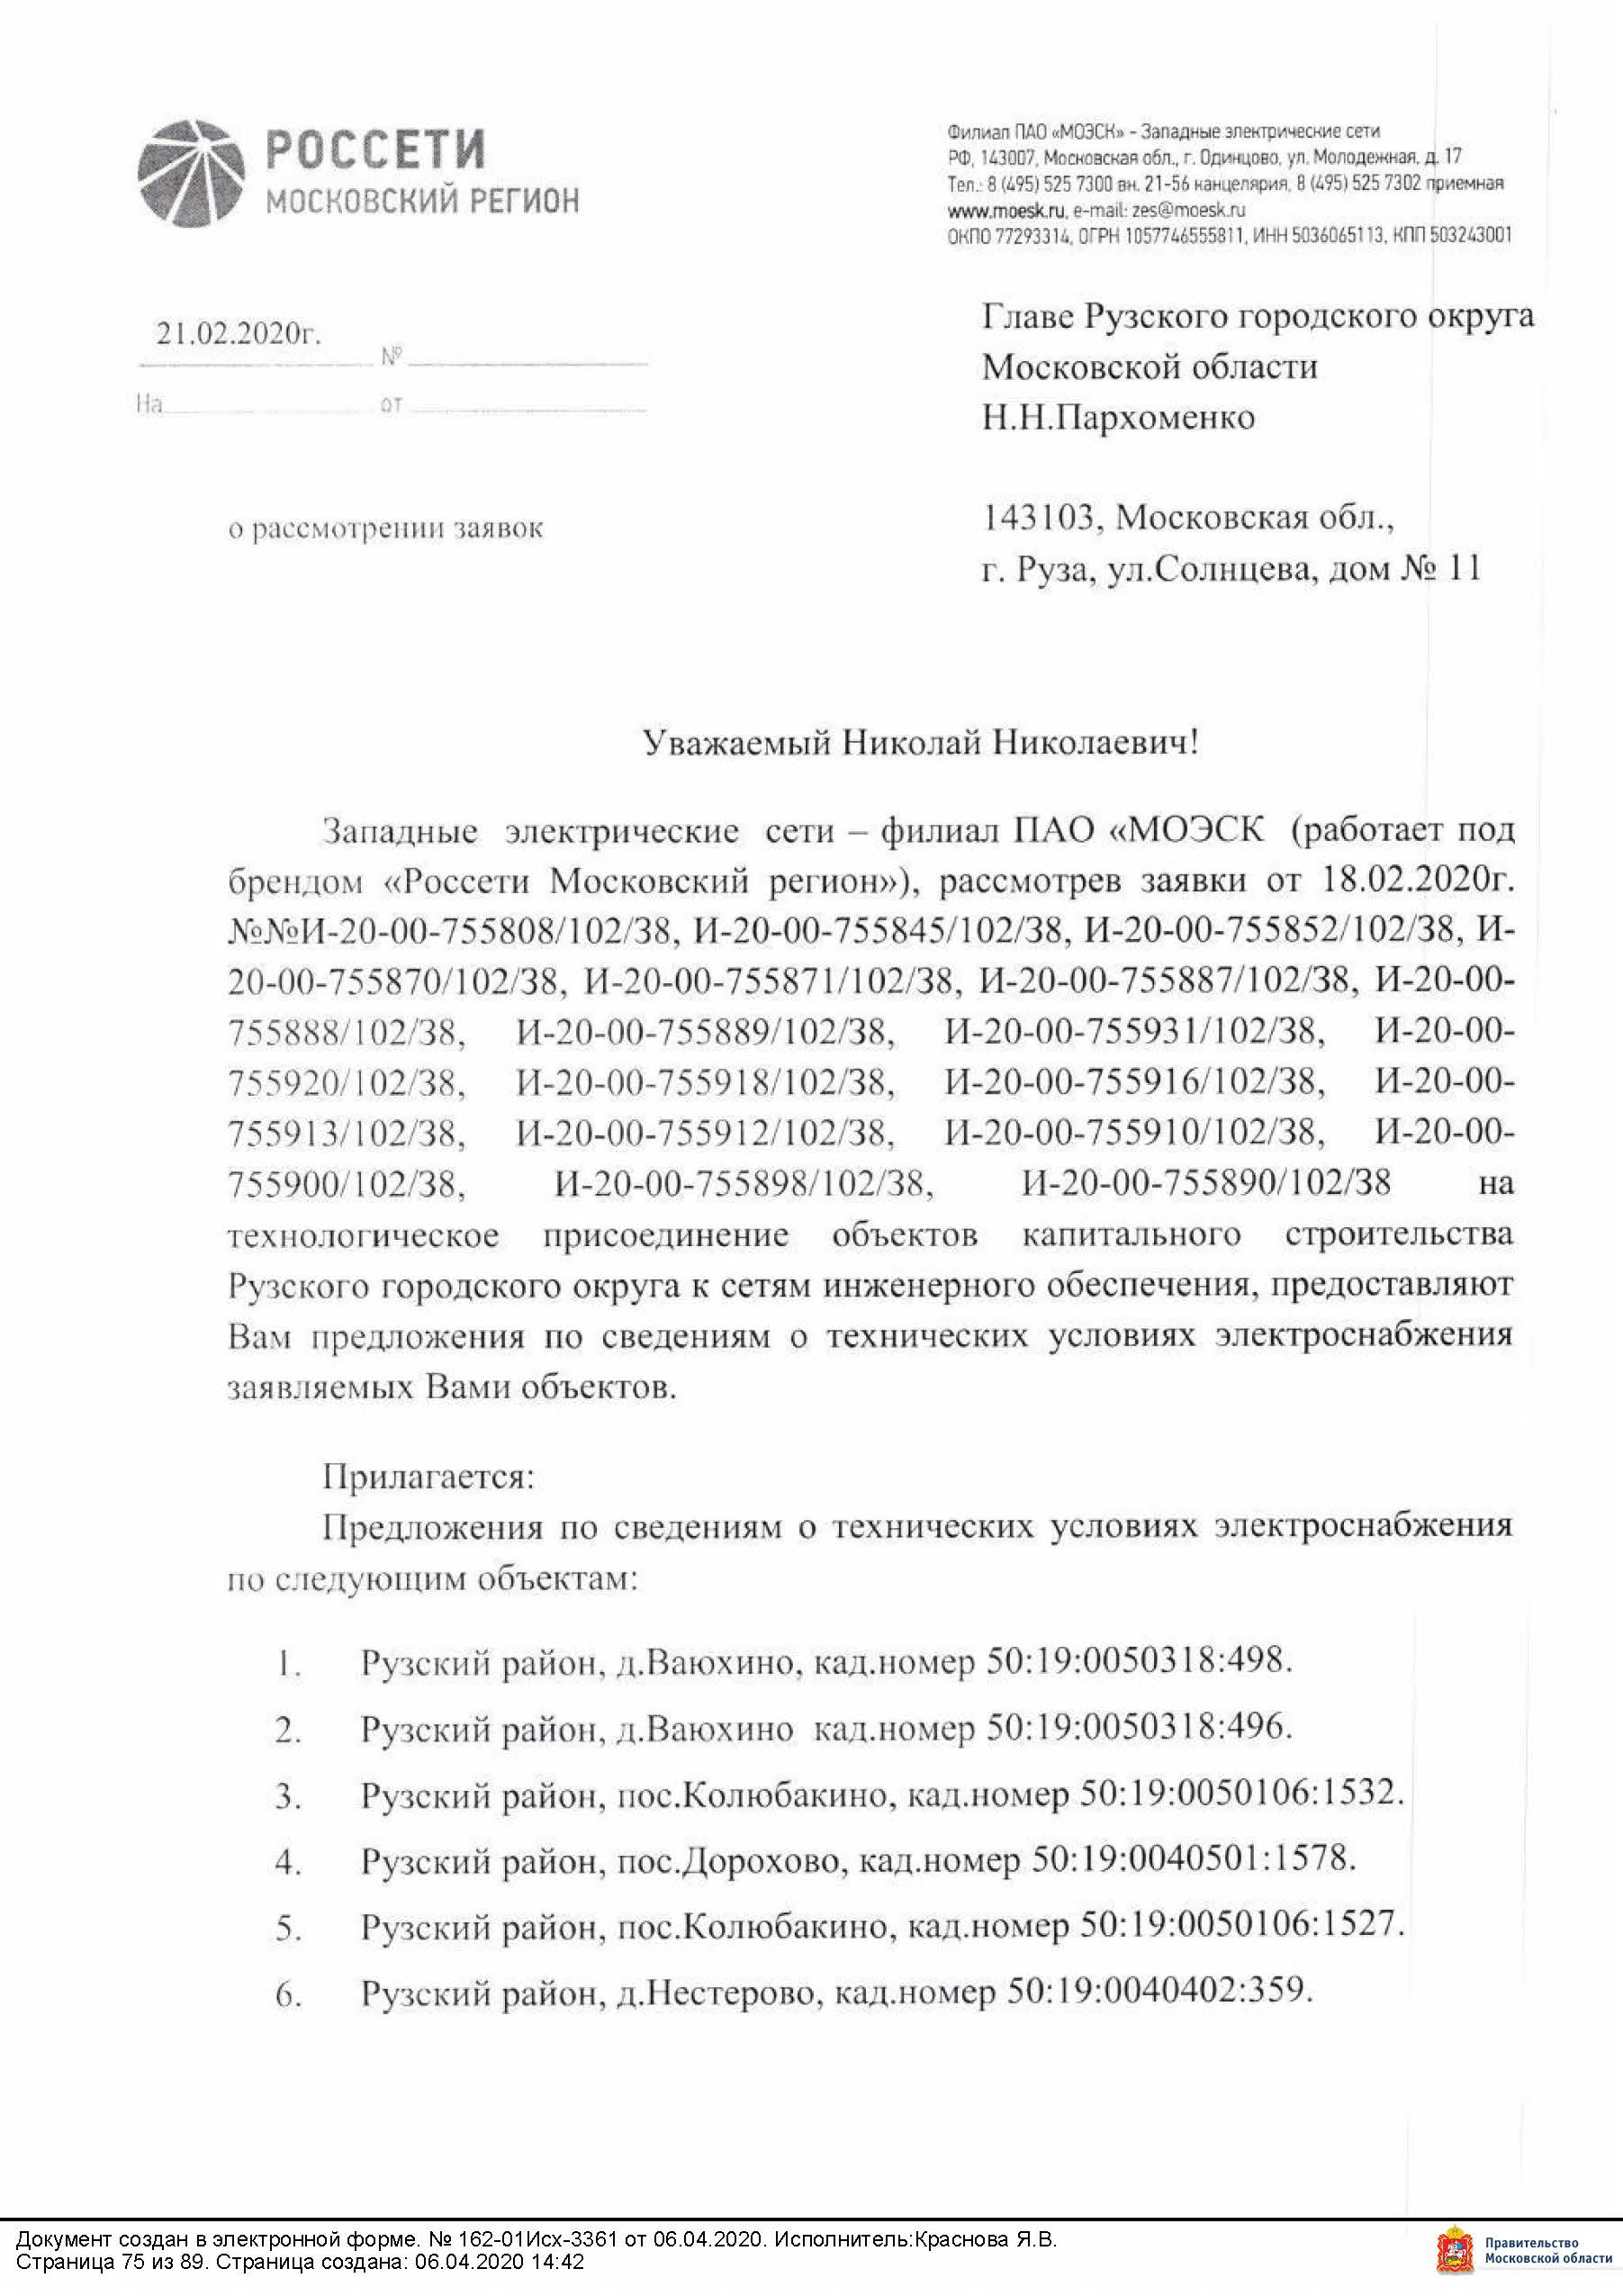 РОССЕТИ
МОСКОВСКИЙ РЕГИОН
Филиал ПАО «МОЭСК» - Западные электрические сети
РФ, 143007, Московская обл., г. Одинцово, ул. Молодежная, д. 17
Тел.: 8 (495) 525 7300 вн. 21-56 канцелярия, 8 (495) 525 7302 приемная
www.moesk.ru, e-mail: zes@moesk.ru
ОКПО 77293314, ОГРН 1057746555811, ИНН 5036065113, КПП 503243001
21.02.2020г.
№
На от
Главе Рузского городского округа
Московской области
Н.Н.Пархоменко
143103, Московская обл.,
г. Руза, ул.Солнцева, дом № 11
о рассмотрении заявок
Уважаемый Николай Николаевич!
Западные электрические сети – филиал ПАО «МОЭСК (работает под
брендом «Россети Московский регион»), рассмотрев заявки от 18.02.2020г.
№№И-20-00-755808/102/38, И-20-00-755845/102/38, И-20-00-755852/102/38, И-
20-00-755870/102/38, И-20-00-755871/102/38, И-20-00-755887/102/38, И-20-00-
755888/102/38, И-20-00-755889/102/38, И-20-00-755931/102/38, И-20-00-
755920/102/38, И-20-00-755918/102/38, И-20-00-755916/102/38, И-20-00-
755913/102/38, И-20-00-755912/102/38, И-20-00-755910/102/38, И-20-00-
755900/102/38, И-20-00-755898/102/38, И-20-00-755890/102/38 на
технологическое присоединение объектов капитального строительства
Рузского городского округа к сетям инженерного обеспечения, предоставляют
Вам предложения по сведениям о технических условиях электроснабжения
заявляемых Вами объектов.
Прилагается:
Предложения по сведениям о технических условиях электроснабжения
по следующим объектам:
1. Рузский район, д.Ваюхино, кад.номер 50:19:0050318:498.
2. Рузский район, д.Ваюхино кад.номер 50:19:0050318:496.
3. Рузский район, пос.Колюбакино, кад.номер 50:19:0050106:1532.
4. Рузский район, пос.Дорохово, кад.номер 50:19:0040501:1578.
5. Рузский район, пос.Колюбакино, кад.номер 50:19:0050106:1527.
6. Рузский район, д.Нестерово, кад.номер 50:19:0040402:359.
Документ создан в электронной форме. № 162-01Исх-3361 от 06.04.2020. Исполнитель:Краснова Я.В.
Страница 75 из 89. Страница создана: 06.04.2020 14:42
Правительство
Московской области